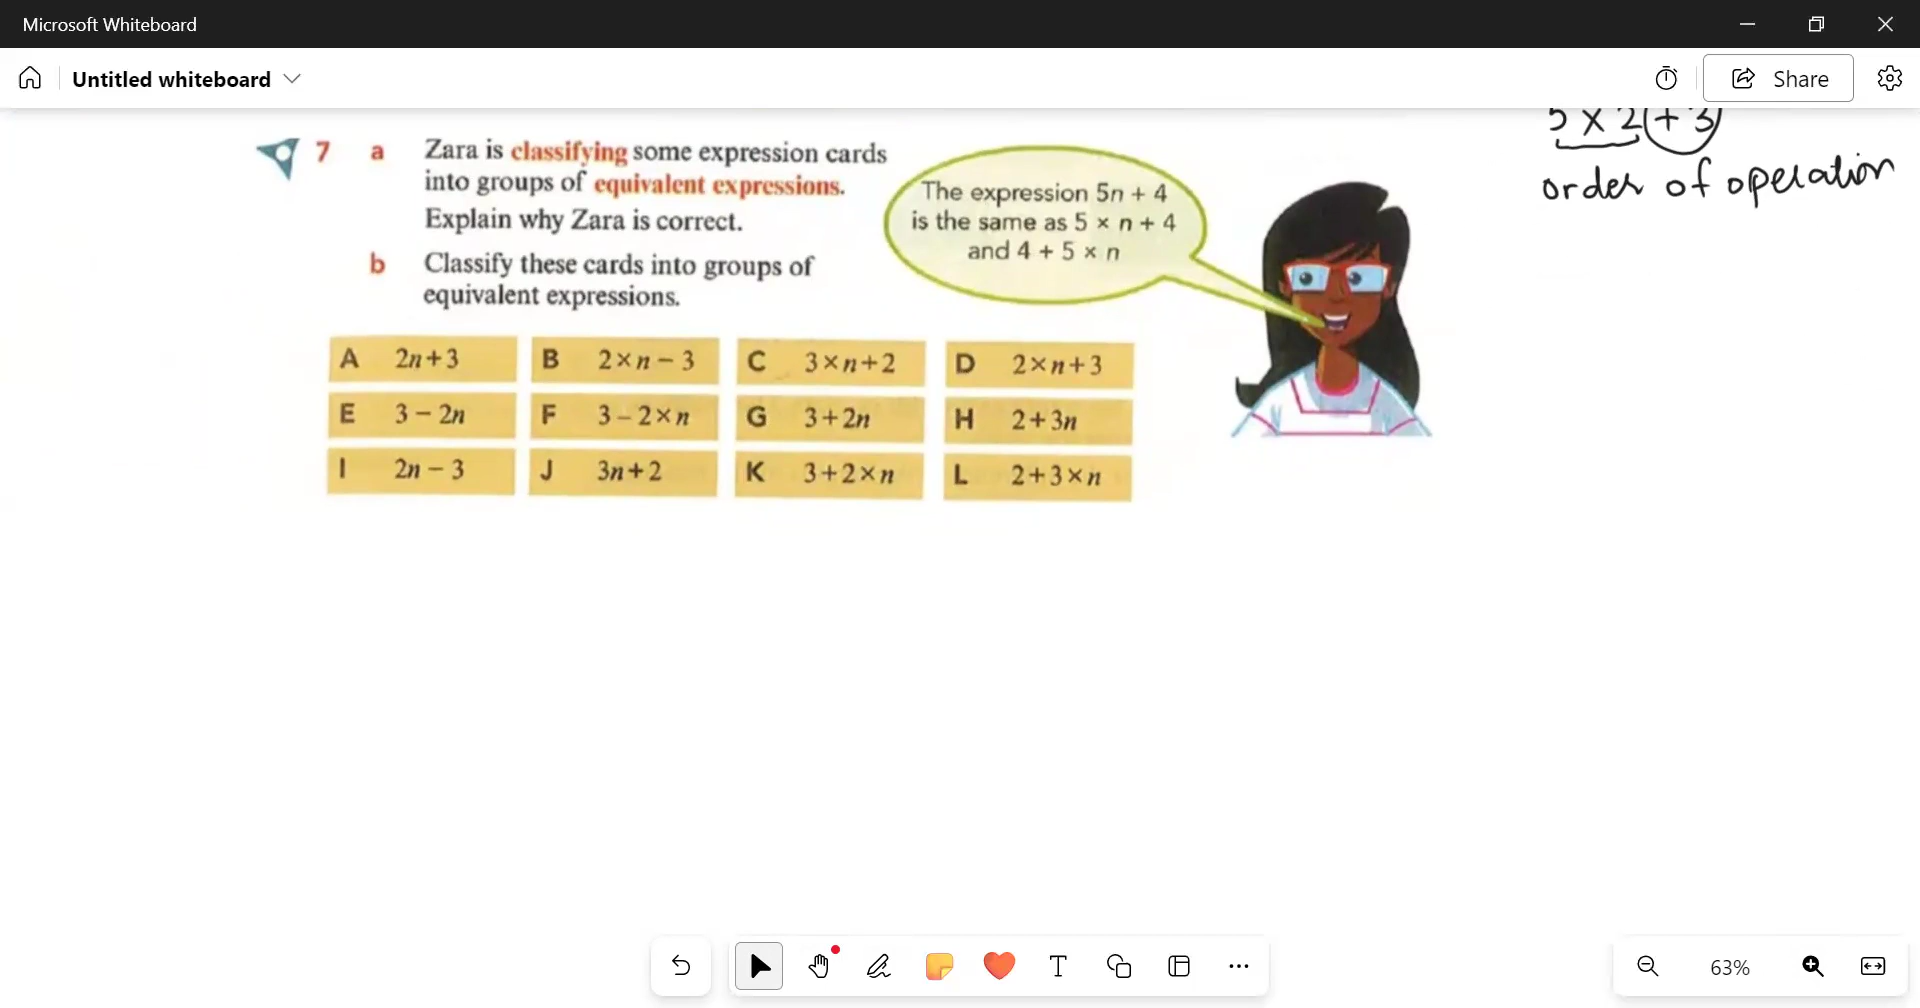 Microsoft Whiteboard
Untitled whiteboard
Share
5 × 2 (+ 3)
order of operation
7 a Zara is classifying some expression cards
into groups of equivalent expressions.
Explain why Zara is correct.
The expression 5n + 4
is the same as 5 × n + 4
and 4 + 5 × n
b Classify these cards into groups of
equivalent expressions.
A 2n+3 B 2×n−3 C 3×n+2 D 2×n+3
E 3−2n F 3−2×n G 3+2n H 2+3n
I 2n−3 J 3n+2 K 3+2×n L 2+3×n
T
63%